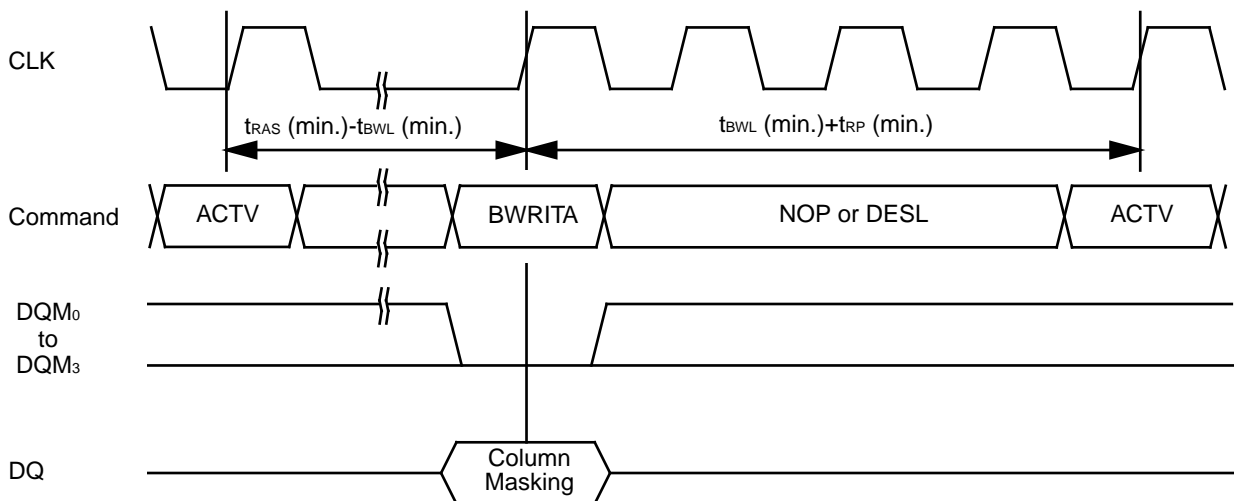 CLK
tRAS (min.)-tBWL (min.)
tBWL (min.)+tRP (min.)
Command
ACTV
BWRITA
NOP or DESL
ACTV
DQM0
to
DQM3
DQ
Column
Masking